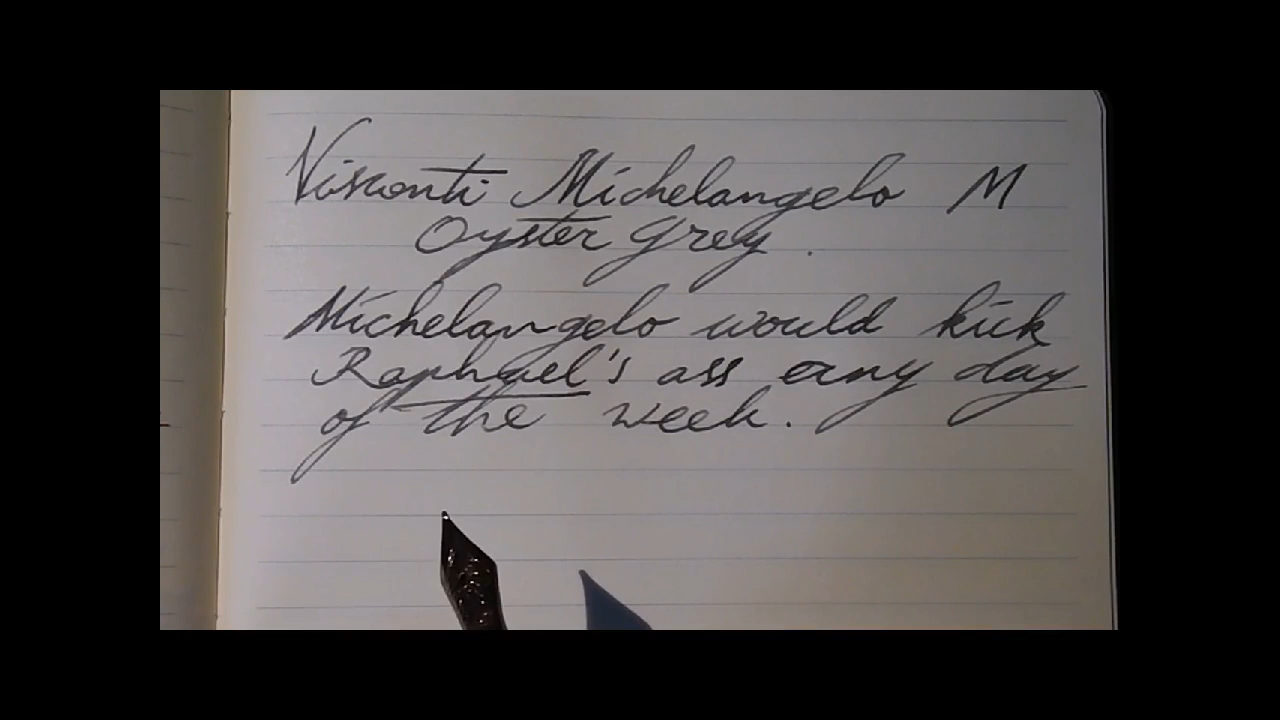 Visconti Michelangelo M
Oyster Grey.
Michelangelo would kick
Raphael's ass any day
of the week.